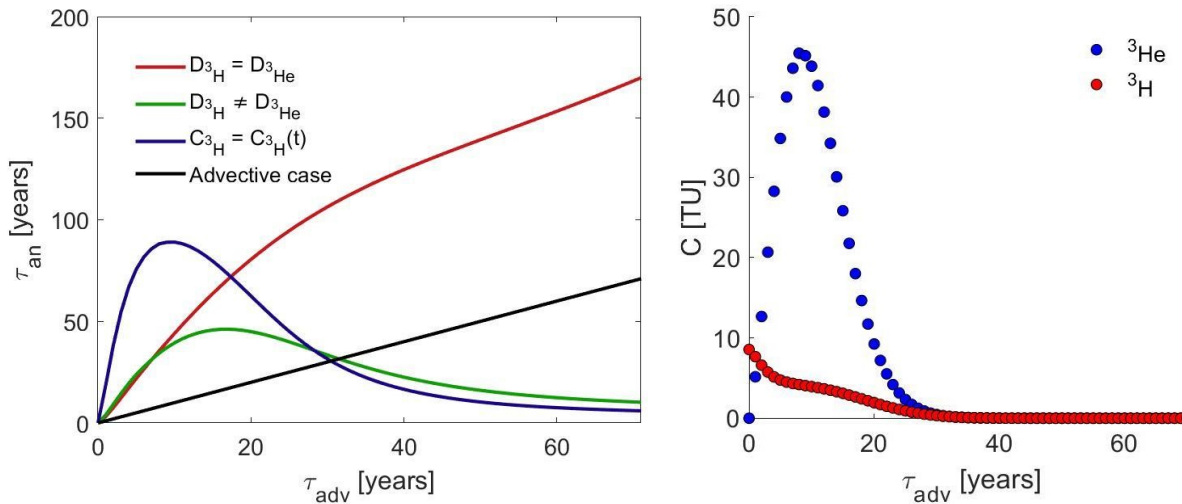 200
150
100
50
0
τan [years]
D³H = D³He
D³H ≠ D³He
C³H = C³H(t)
Advective case
0 20 40 60
τadv [years]
50
40
30
20
10
0
C [TU]
³He
³H
0 20 40 60
τadv [years]